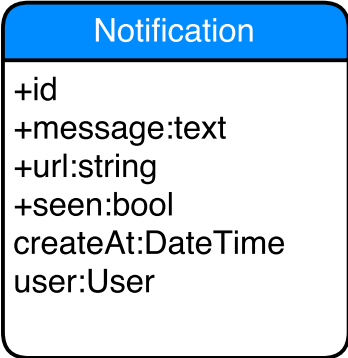 Notification
+id
+message:text
+url:string
+seen:bool
createAt:DateTime
user:User